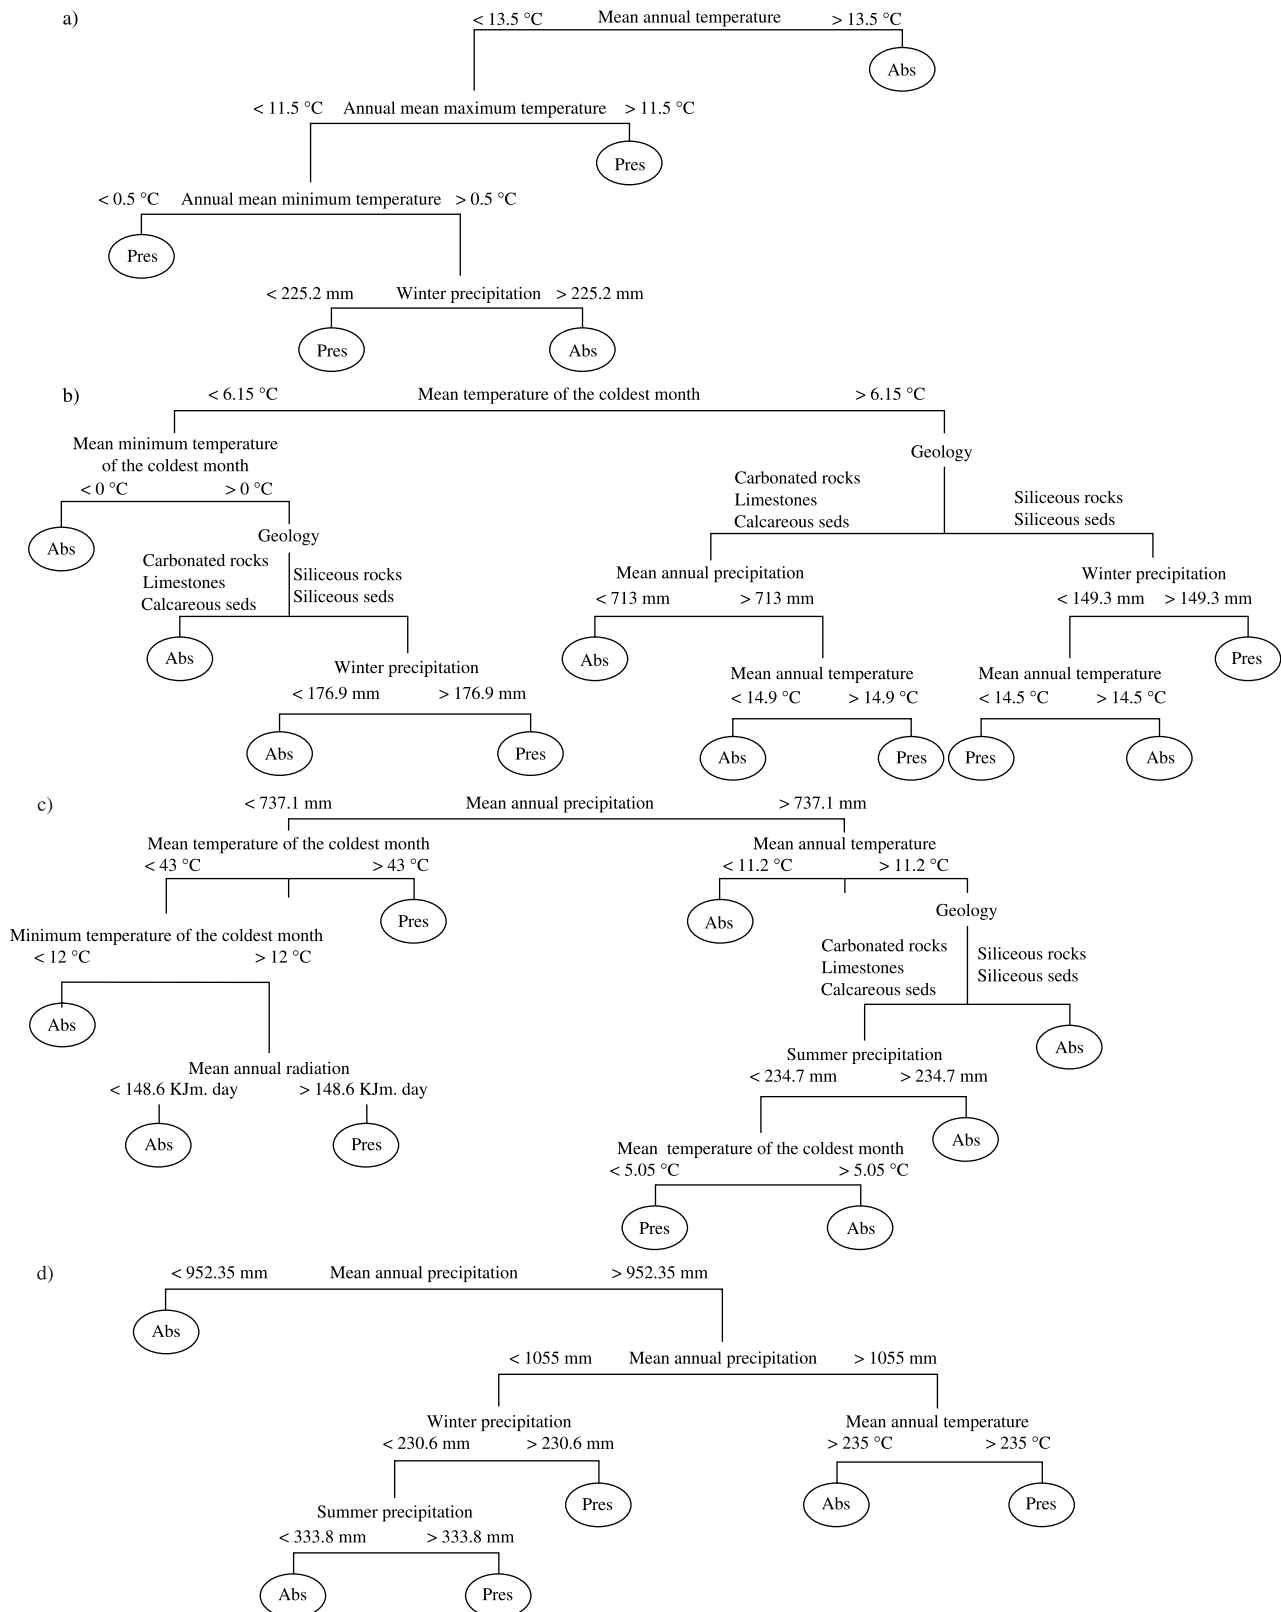 a)
< 13.5 °C Mean annual temperature > 13.5 °C
Abs
< 11.5 °C Annual mean maximum temperature > 11.5 °C
Pres
< 0.5 °C Annual mean minimum temperature > 0.5 °C
Pres
< 225.2 mm Winter precipitation > 225.2 mm
Pres Abs
b)
< 6.15 °C Mean temperature of the coldest month > 6.15 °C
Mean minimum temperature
of the coldest month
< 0 °C > 0 °C
Abs
Geology
Carbonated rocks
Limestones
Calcareous seds
Siliceous rocks
Siliceous seds
Abs
Winter precipitation
< 176.9 mm > 176.9 mm
Abs Pres
Geology
Carbonated rocks
Limestones
Calcareous seds
Siliceous rocks
Siliceous seds
Mean annual precipitation
< 713 mm > 713 mm
Abs
Mean annual temperature
< 14.9 °C > 14.9 °C
Abs Pres
Winter precipitation
< 149.3 mm > 149.3 mm
Pres
Mean annual temperature
< 14.5 °C > 14.5 °C
Pres Abs
c)
< 737.1 mm Mean annual precipitation > 737.1 mm
Mean temperature of the coldest month
< 43 °C > 43 °C
Pres
Minimum temperature of the coldest month
< 12 °C > 12 °C
Abs
Mean annual radiation
< 148.6 KJm. day > 148.6 KJm. day
Abs Pres
Mean annual temperature
< 11.2 °C > 11.2 °C
Abs
Geology
Carbonated rocks
Limestones
Calcareous seds
Siliceous rocks
Siliceous seds
Abs
Summer precipitation
< 234.7 mm > 234.7 mm
Abs
Mean temperature of the coldest month
< 5.05 °C > 5.05 °C
Pres Abs
d)
< 952.35 mm Mean annual precipitation > 952.35 mm
Abs
< 1055 mm Mean annual precipitation > 1055 mm
Winter precipitation
< 230.6 mm > 230.6 mm
Pres
Summer precipitation
< 333.8 mm > 333.8 mm
Abs Pres
Mean annual temperature
> 235 °C > 235 °C
Abs Pres